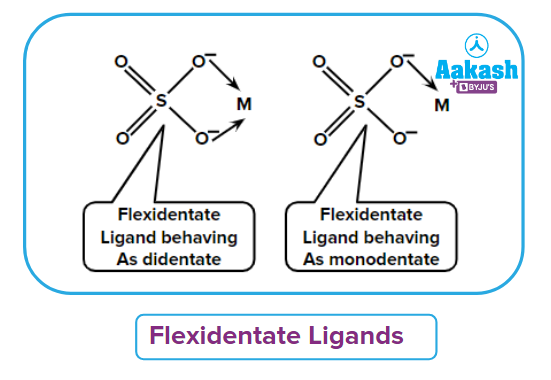 Aakash
BYJU'S
O O⁻ O O⁻
S M S M
O O⁻ O O⁻
Flexidentate
Ligand behaving
As didentate
Flexidentate
Ligand behaving
As monodentate
Flexidentate Ligands